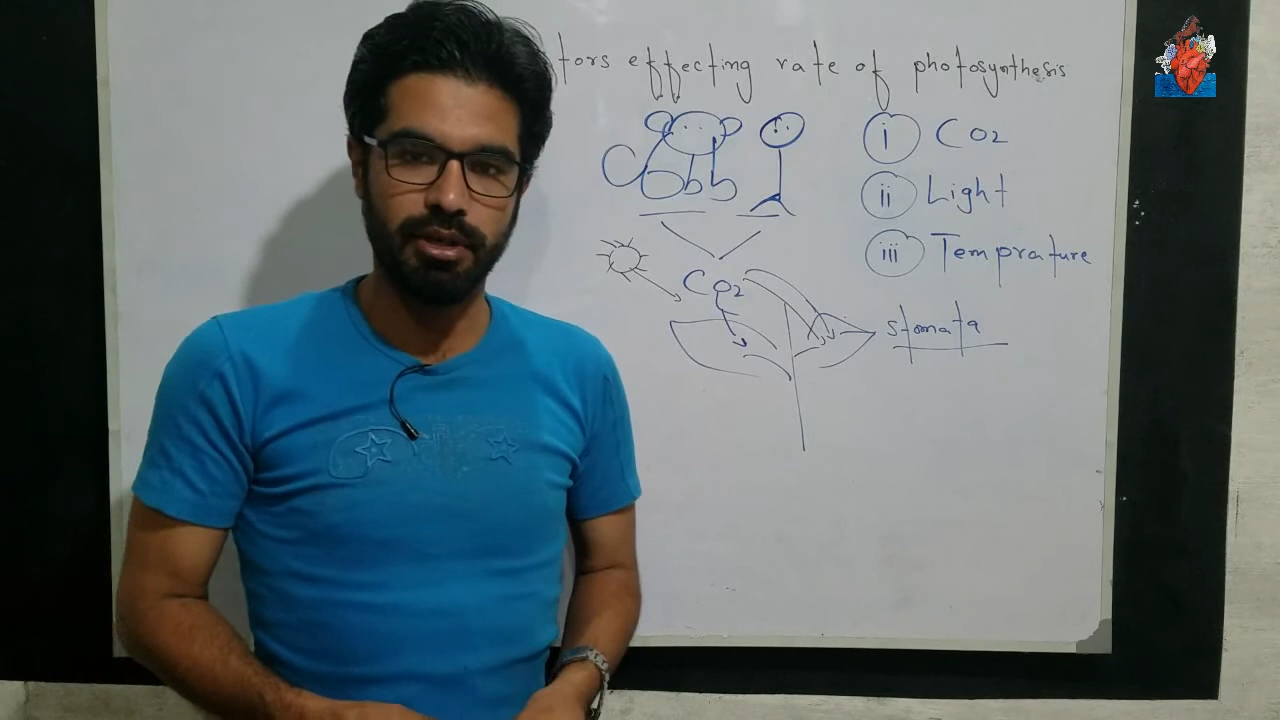 tors effecting rate of photosynthesis
i CO2
ii Light
iii Temprature
CO2
stomata